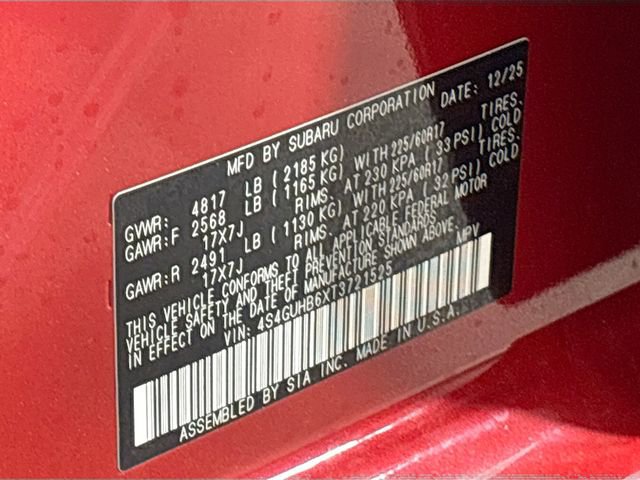 MFD BY SUBARU CORPORATION DATE: 12/25
GVWR: 4817 LB ( 2185 KG)
GAWR:F 2568 LB ( 1165 KG) WITH 225/60R17 TIRES.
17X7J RIMS. AT 230 KPA ( 33 PSI) COLD
GAWR:R 2491 LB ( 1130 KG) WITH 225/60R17 TIRES.
17X7J RIMS. AT 220 KPA ( 32 PSI) COLD
THIS VEHICLE CONFORMS TO ALL APPLICABLE FEDERAL MOTOR
VEHICLE SAFETY AND THEFT PREVENTION STANDARDS
IN EFFECT ON THE DATE OF MANUFACTURE SHOWN ABOVE.
VIN: 4S4GUHB6XT3721525 MPV
ASSEMBLED BY SIA INC. MADE IN U.S.A.